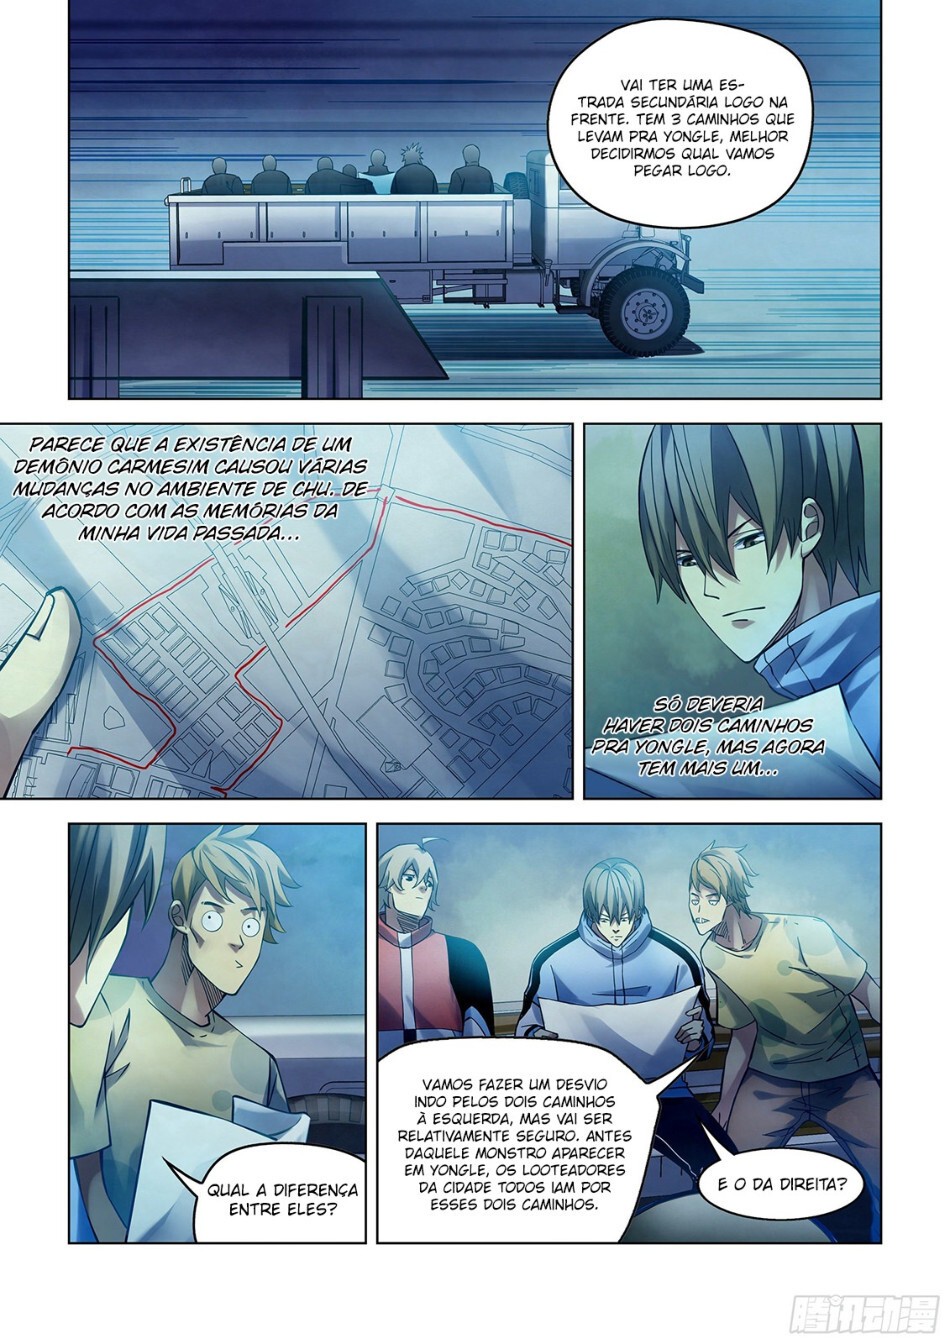 VAI TER UMA ES-
TRADA SECUNDÁRIA LOGO NA
FRENTE. TEM 3 CAMINHOS QUE
LEVAM PRA YONGLE, MELHOR
DECIDIRMOS QUAL VAMOS
PEGAR LOGO.
PARECE QUE A EXISTÊNCIA DE UM
DEMÔNIO CARMESIM CAUSOU VÁRIAS
MUDANÇAS NO AMBIENTE DE CHU. DE
ACORDO COM AS MEMÓRIAS DA
MINHA VIDA PASSADA...
SÓ DEVERIA
HAVER DOIS CAMINHOS
PRA YONGLE, MAS AGORA
TEM MAIS UM...
QUAL A DIFERENÇA
ENTRE ELES?
VAMOS FAZER UM DESVIO
INDO PELOS DOIS CAMINHOS
À ESQUERDA, MAS VAI SER
RELATIVAMENTE SEGURO. ANTES
DAQUELE MONSTRO APARECER
EM YONGLE, OS LOOTEADORES
DA CIDADE TODOS IAM POR
ESSES DOIS CAMINHOS.
E O DA DIREITA?
腾讯动漫